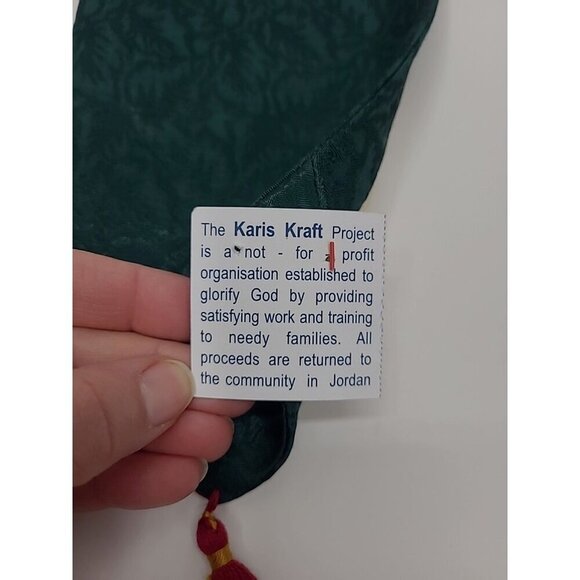 The Karis Kraft Project
is a not - for profit
organisation established to
glorify God by providing
satisfying work and training
to needy families. All
proceeds are returned to
the community in Jordan